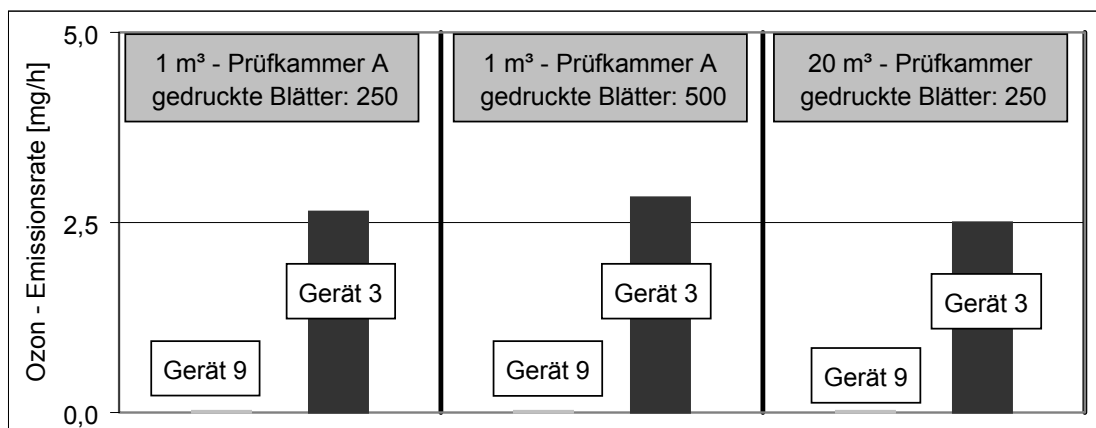 Ozon - Emissionsrate [mg/h]
5,0
2,5
0,0
1 m³ - Prüfkammer A
gedruckte Blätter: 250
Gerät 9
Gerät 3
1 m³ - Prüfkammer A
gedruckte Blätter: 500
Gerät 9
Gerät 3
20 m³ - Prüfkammer
gedruckte Blätter: 250
Gerät 9
Gerät 3